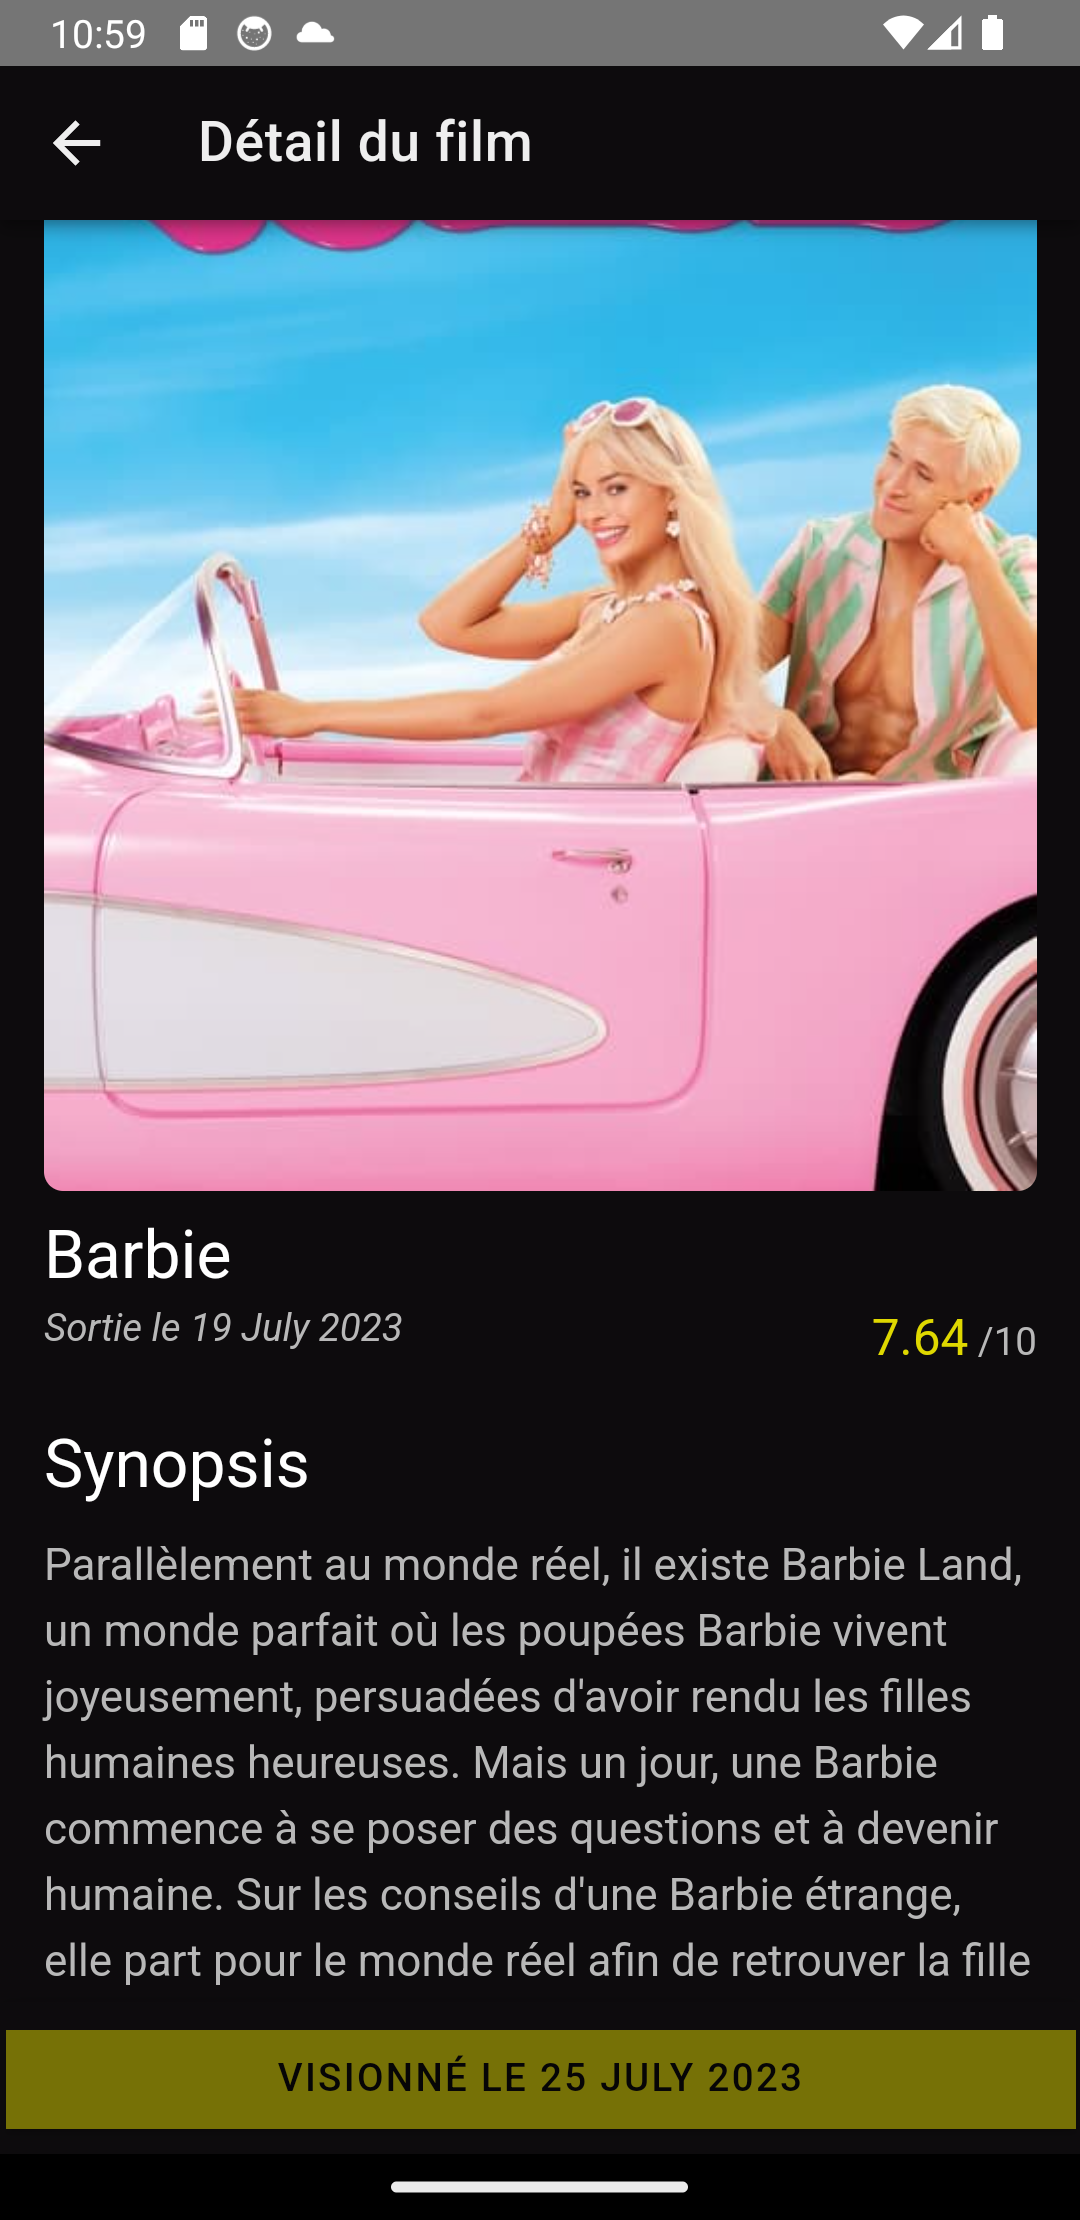 10:59
Détail du film
Barbie
Sortie le 19 July 2023
7.64 /10
Synopsis
Parallèlement au monde réel, il existe Barbie Land,
un monde parfait où les poupées Barbie vivent
joyeusement, persuadées d'avoir rendu les filles
humaines heureuses. Mais un jour, une Barbie
commence à se poser des questions et à devenir
humaine. Sur les conseils d'une Barbie étrange,
elle part pour le monde réel afin de retrouver la fille
VISIONNÉ LE 25 JULY 2023